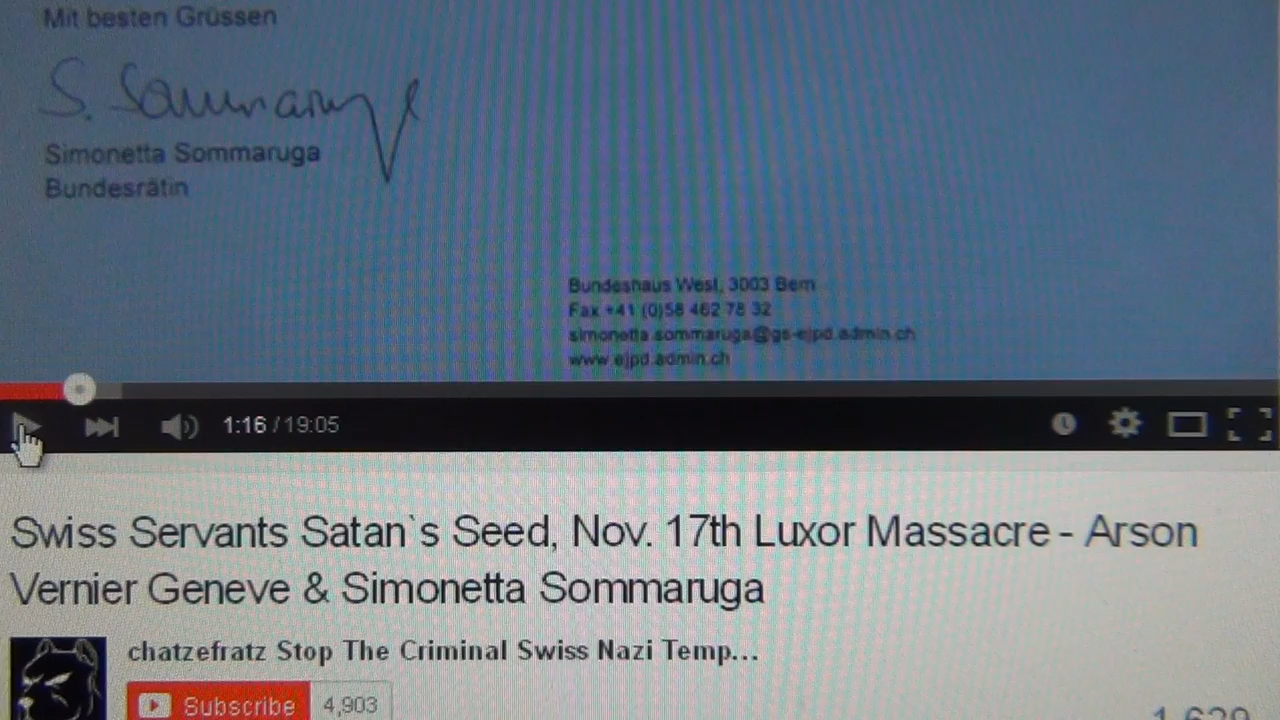 Mit besten Grüssen
S. Sommaruga
Simonetta Sommaruga
Bundesrätin
Bundeshaus West, 3003 Bern
Fax +41 (0)58 462 78 32
simonetta.sommaruga@gs-ejpd.admin.ch
www.ejpd.admin.ch
1:16 / 19:05
Swiss Servants Satan`s Seed, Nov. 17th Luxor Massacre - Arson
Vernier Geneve & Simonetta Sommaruga
chatzefratz Stop The Criminal Swiss Nazi Temp...
Subscribe 4,903